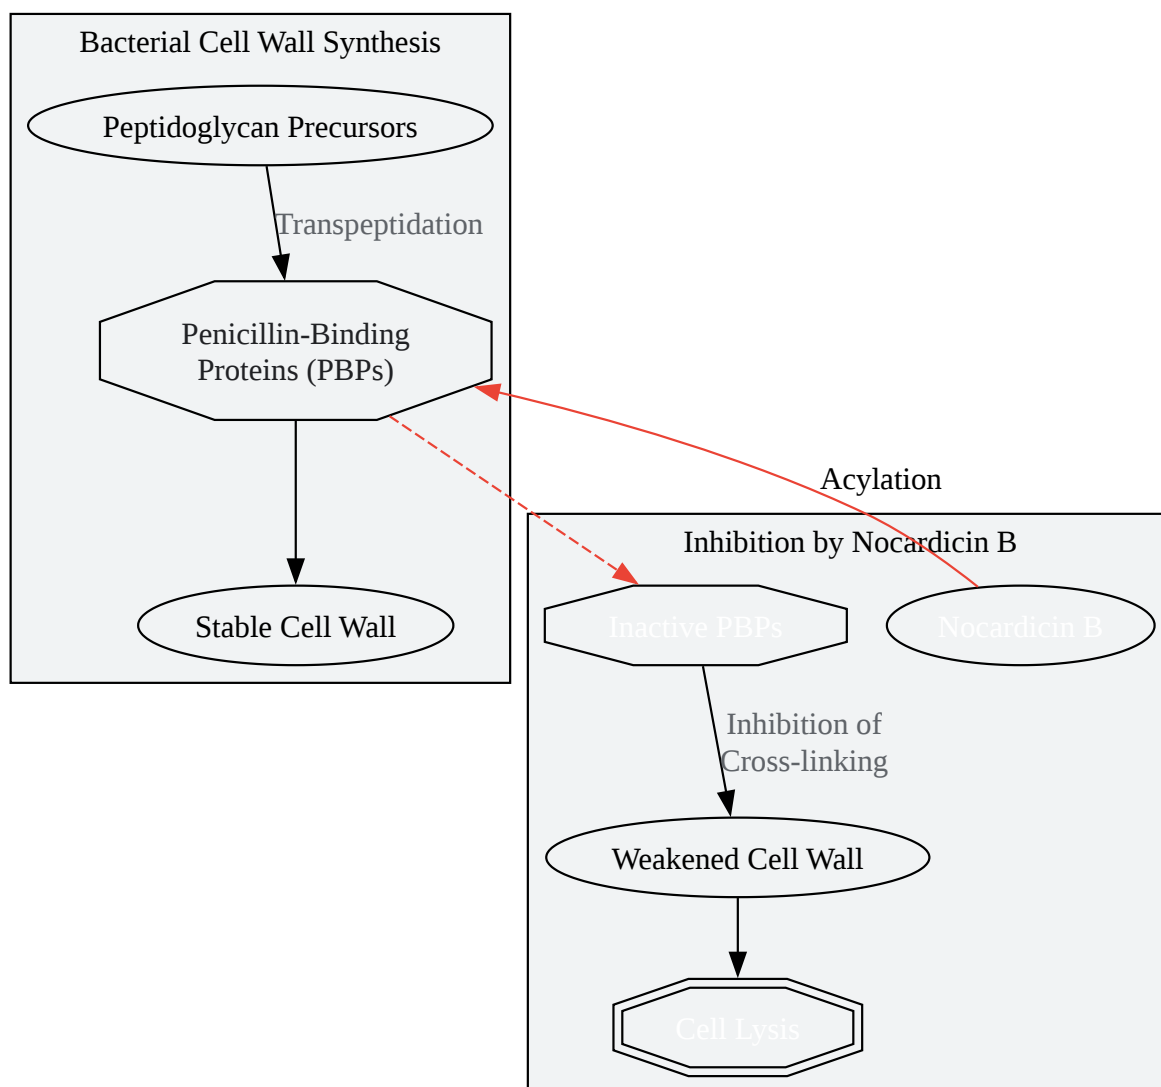 Bacterial Cell Wall Synthesis
Peptidoglycan Precursors
Transpeptidation
Penicillin-Binding
Proteins (PBPs)
Stable Cell Wall
Acylation
Inhibition by Nocardicin B
Inactive PBPs
Nocardicin B
Inhibition of
Cross-linking
Weakened Cell Wall
Cell Lysis